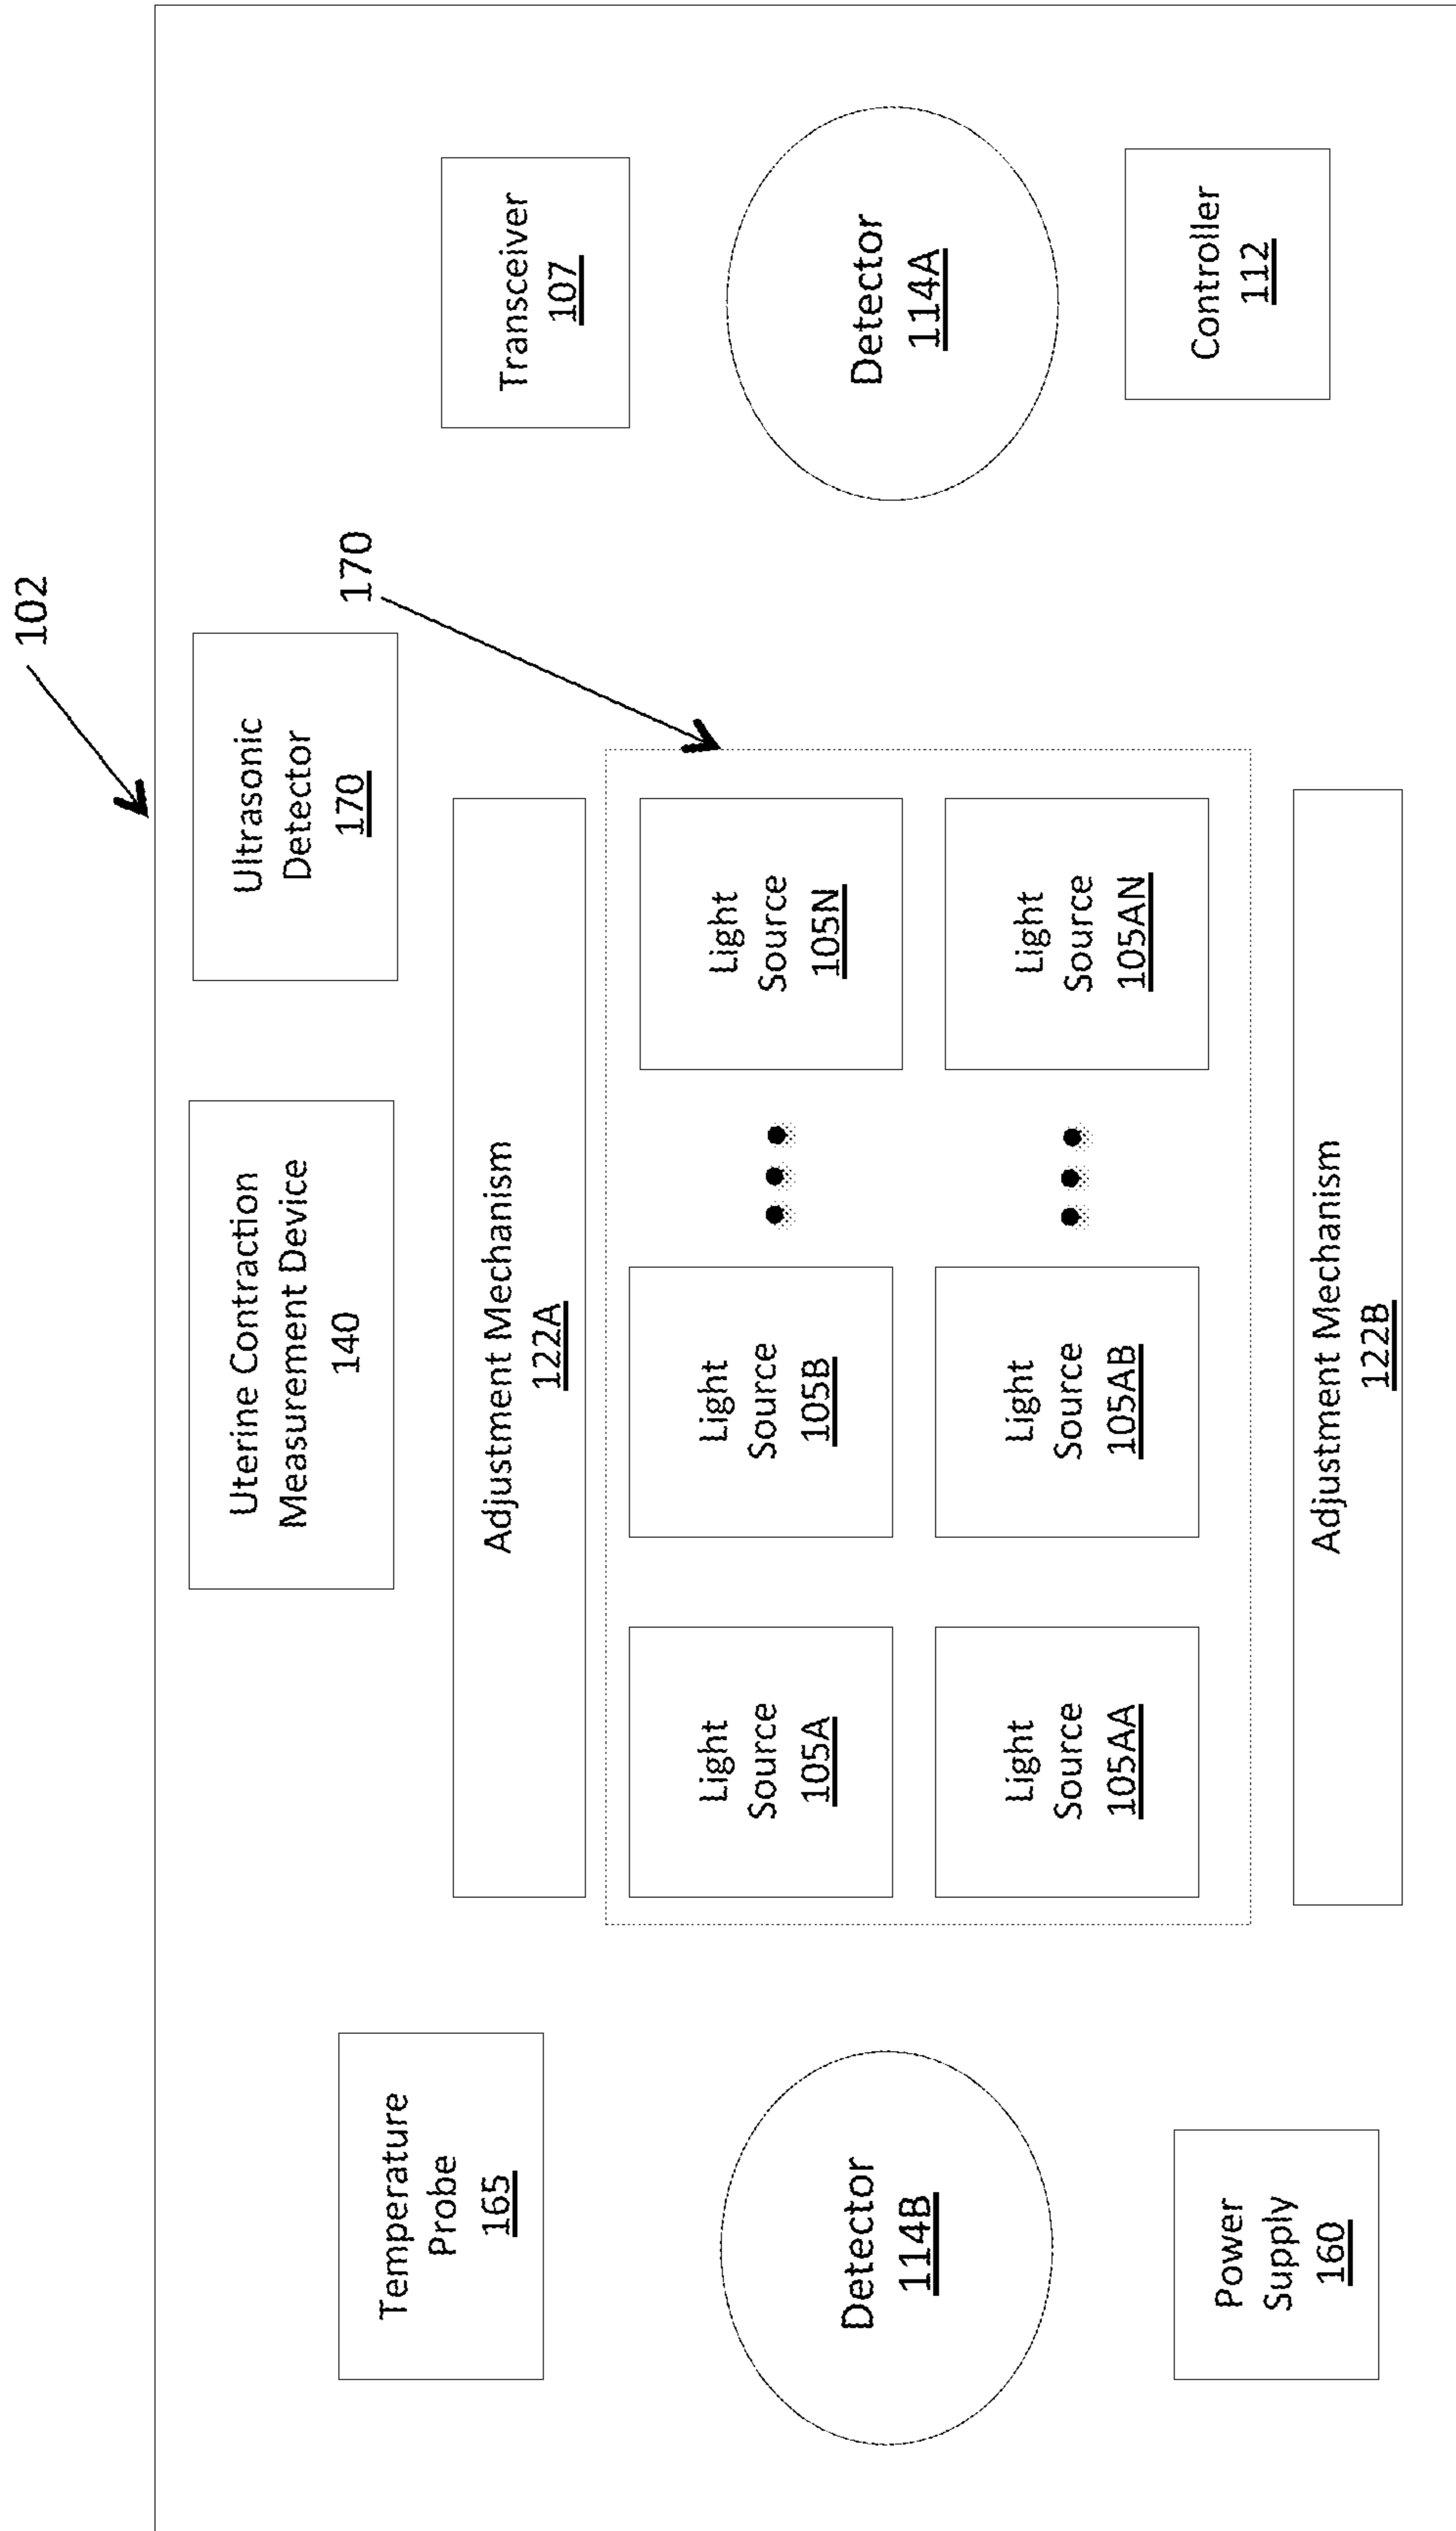 102
Uterine Contraction
Measurement Device
140
Ultrasonic
Detector
170
170
Temperature
Probe
165
Adjustment Mechanism
122A
Transceiver
107
Light
Source
105A
Light
Source
105B
Light
Source
105N
Detector
114B
Detector
114A
Light
Source
105AA
Light
Source
105AB
Light
Source
105AN
Power
Supply
160
Adjustment Mechanism
122B
Controller
112